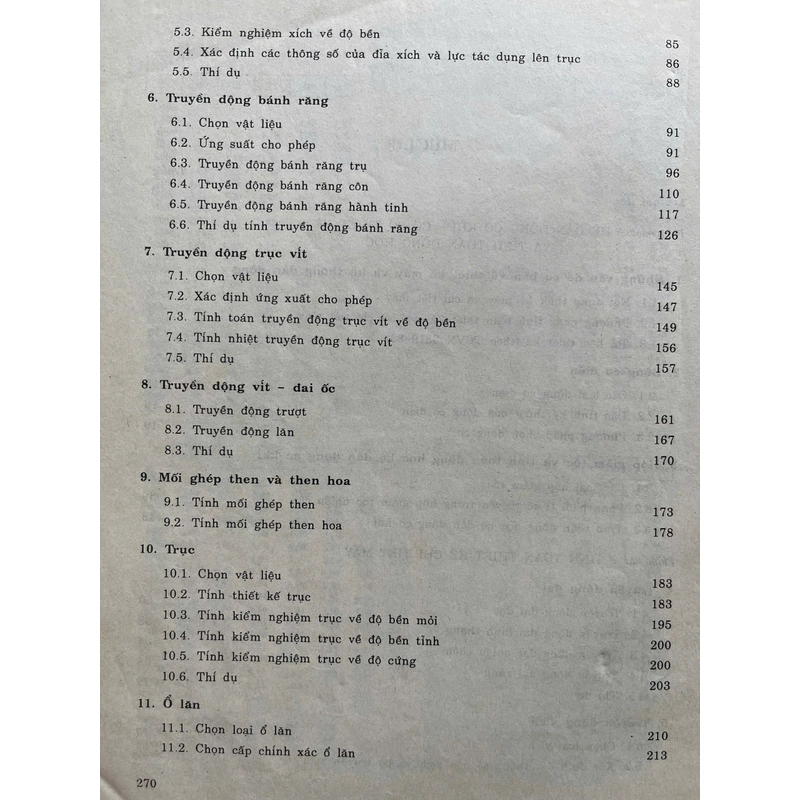 5.3. Kiểm nghiệm xích về độ bền 85
5.4. Xác định các thông số của đĩa xích và lực tác dụng lên trục 86
5.5. Thí dụ 88
6. Truyền động bánh răng
6.1. Chọn vật liệu 91
6.2. Ứng suất cho phép 91
6.3. Truyền động bánh răng trụ 96
6.4. Truyền động bánh răng côn 110
6.5. Truyền động bánh răng hành tinh 117
6.6. Thí dụ tính truyền động bánh răng 126
7. Truyền động trục vít
7.1. Chọn vật liệu 145
7.2. Xác định ứng xuất cho phép 147
7.3. Tính toán truyền động trục vít về độ bền 149
7.4. Tính nhiệt truyền động trục vít 156
7.5. Thí dụ 157
8. Truyền động vít - đai ốc
8.1. Truyền động trượt 161
8.2. Truyền động lăn 167
8.3. Thí dụ 170
9. Mối ghép then và then hoa
9.1. Tính mối ghép then 173
9.2. Tính mối ghép then hoa 178
10. Trục
10.1. Chọn vật liệu 183
10.2. Tính thiết kế trục 183
10.3. Tính kiểm nghiệm trục về độ bền mỏi 195
10.4. Tính kiểm nghiệm trục về độ bền tĩnh 200
10.5. Tính kiểm nghiệm trục về độ cứng 200
10.6. Thí dụ 203
11. Ổ lăn
11.1. Chọn loại ổ lăn 210
11.2. Chọn cấp chính xác ổ lăn 213
270